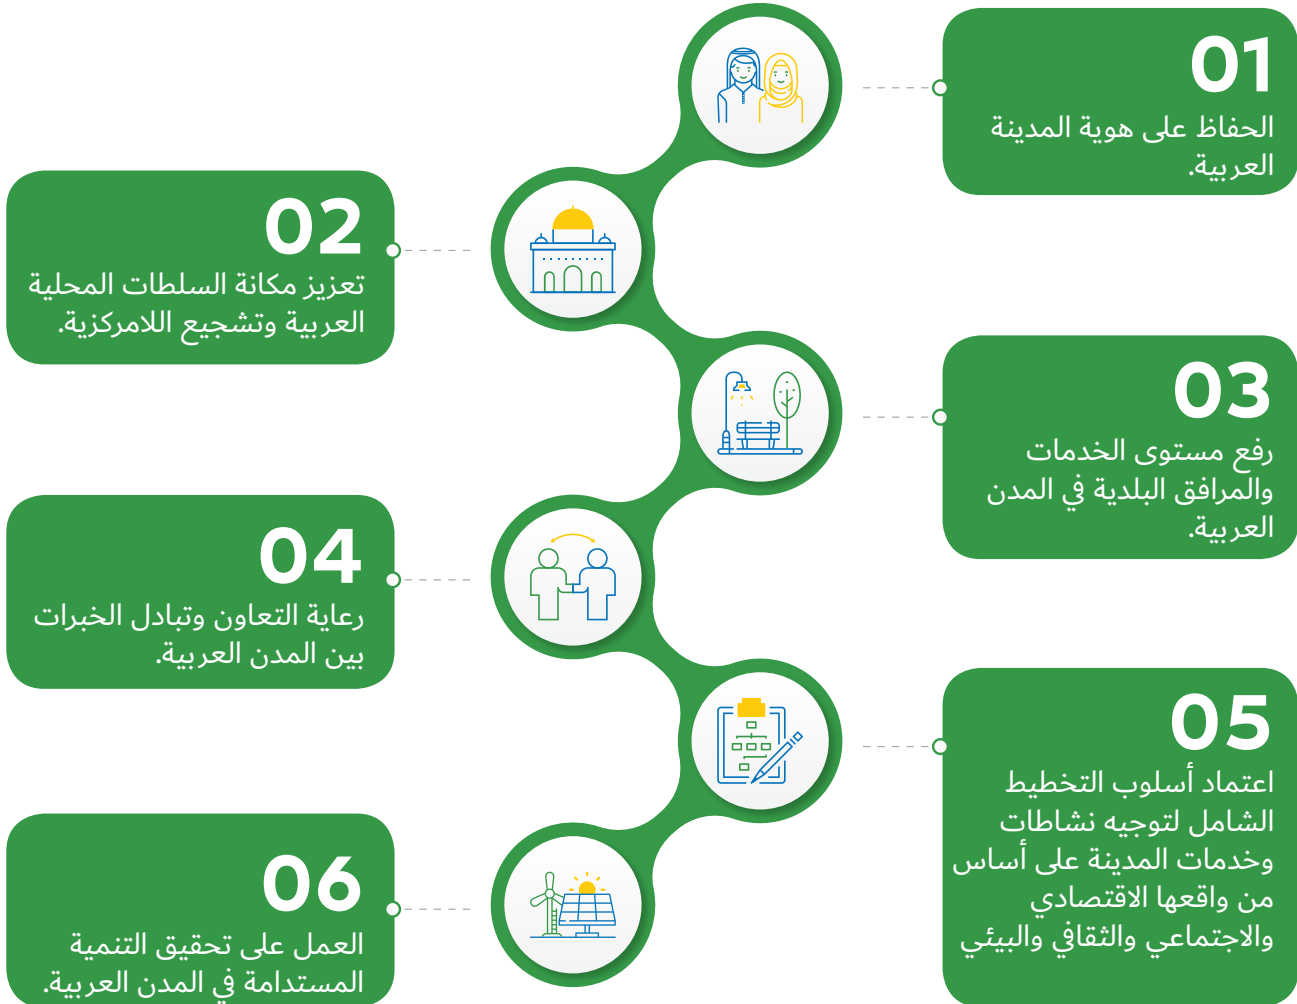 01
الحفاظ على هوية المدينة
العربية.
02
تعزيز مكانة السلطات المحلية
العربية وتشجيع اللامركزية.
03
رفع مستوى الخدمات
والمرافق البلدية في المدن
العربية.
04
رعاية التعاون وتبادل الخبرات
بين المدن العربية.
05
اعتماد أسلوب التخطيط
الشامل لتوجيه نشاطات
وخدمات المدينة على أساس
من واقعها الاقتصادي
والاجتماعي والثقافي والبيئي
06
العمل على تحقيق التنمية
المستدامة في المدن العربية.